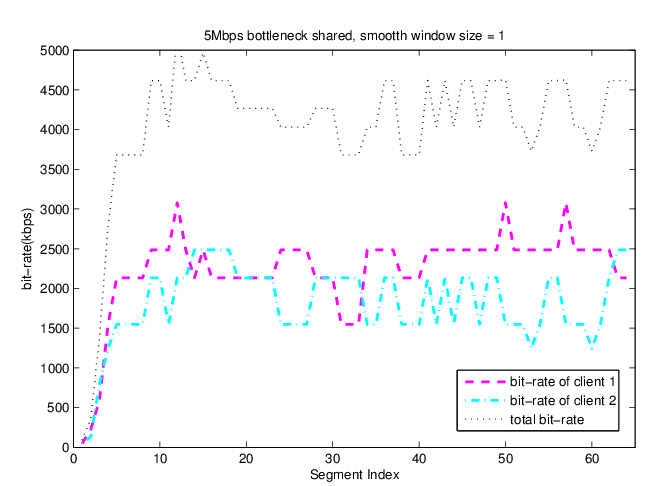 5Mbps bottleneck shared, smootth window size = 1
5000
4500
4000
3500
3000
2500
2000
1500
1000
500
0
bit−rate(kbps)
0 10 20 30 40 50 60
Segment Index
bit−rate of client 1
bit−rate of client 2
total bit−rate